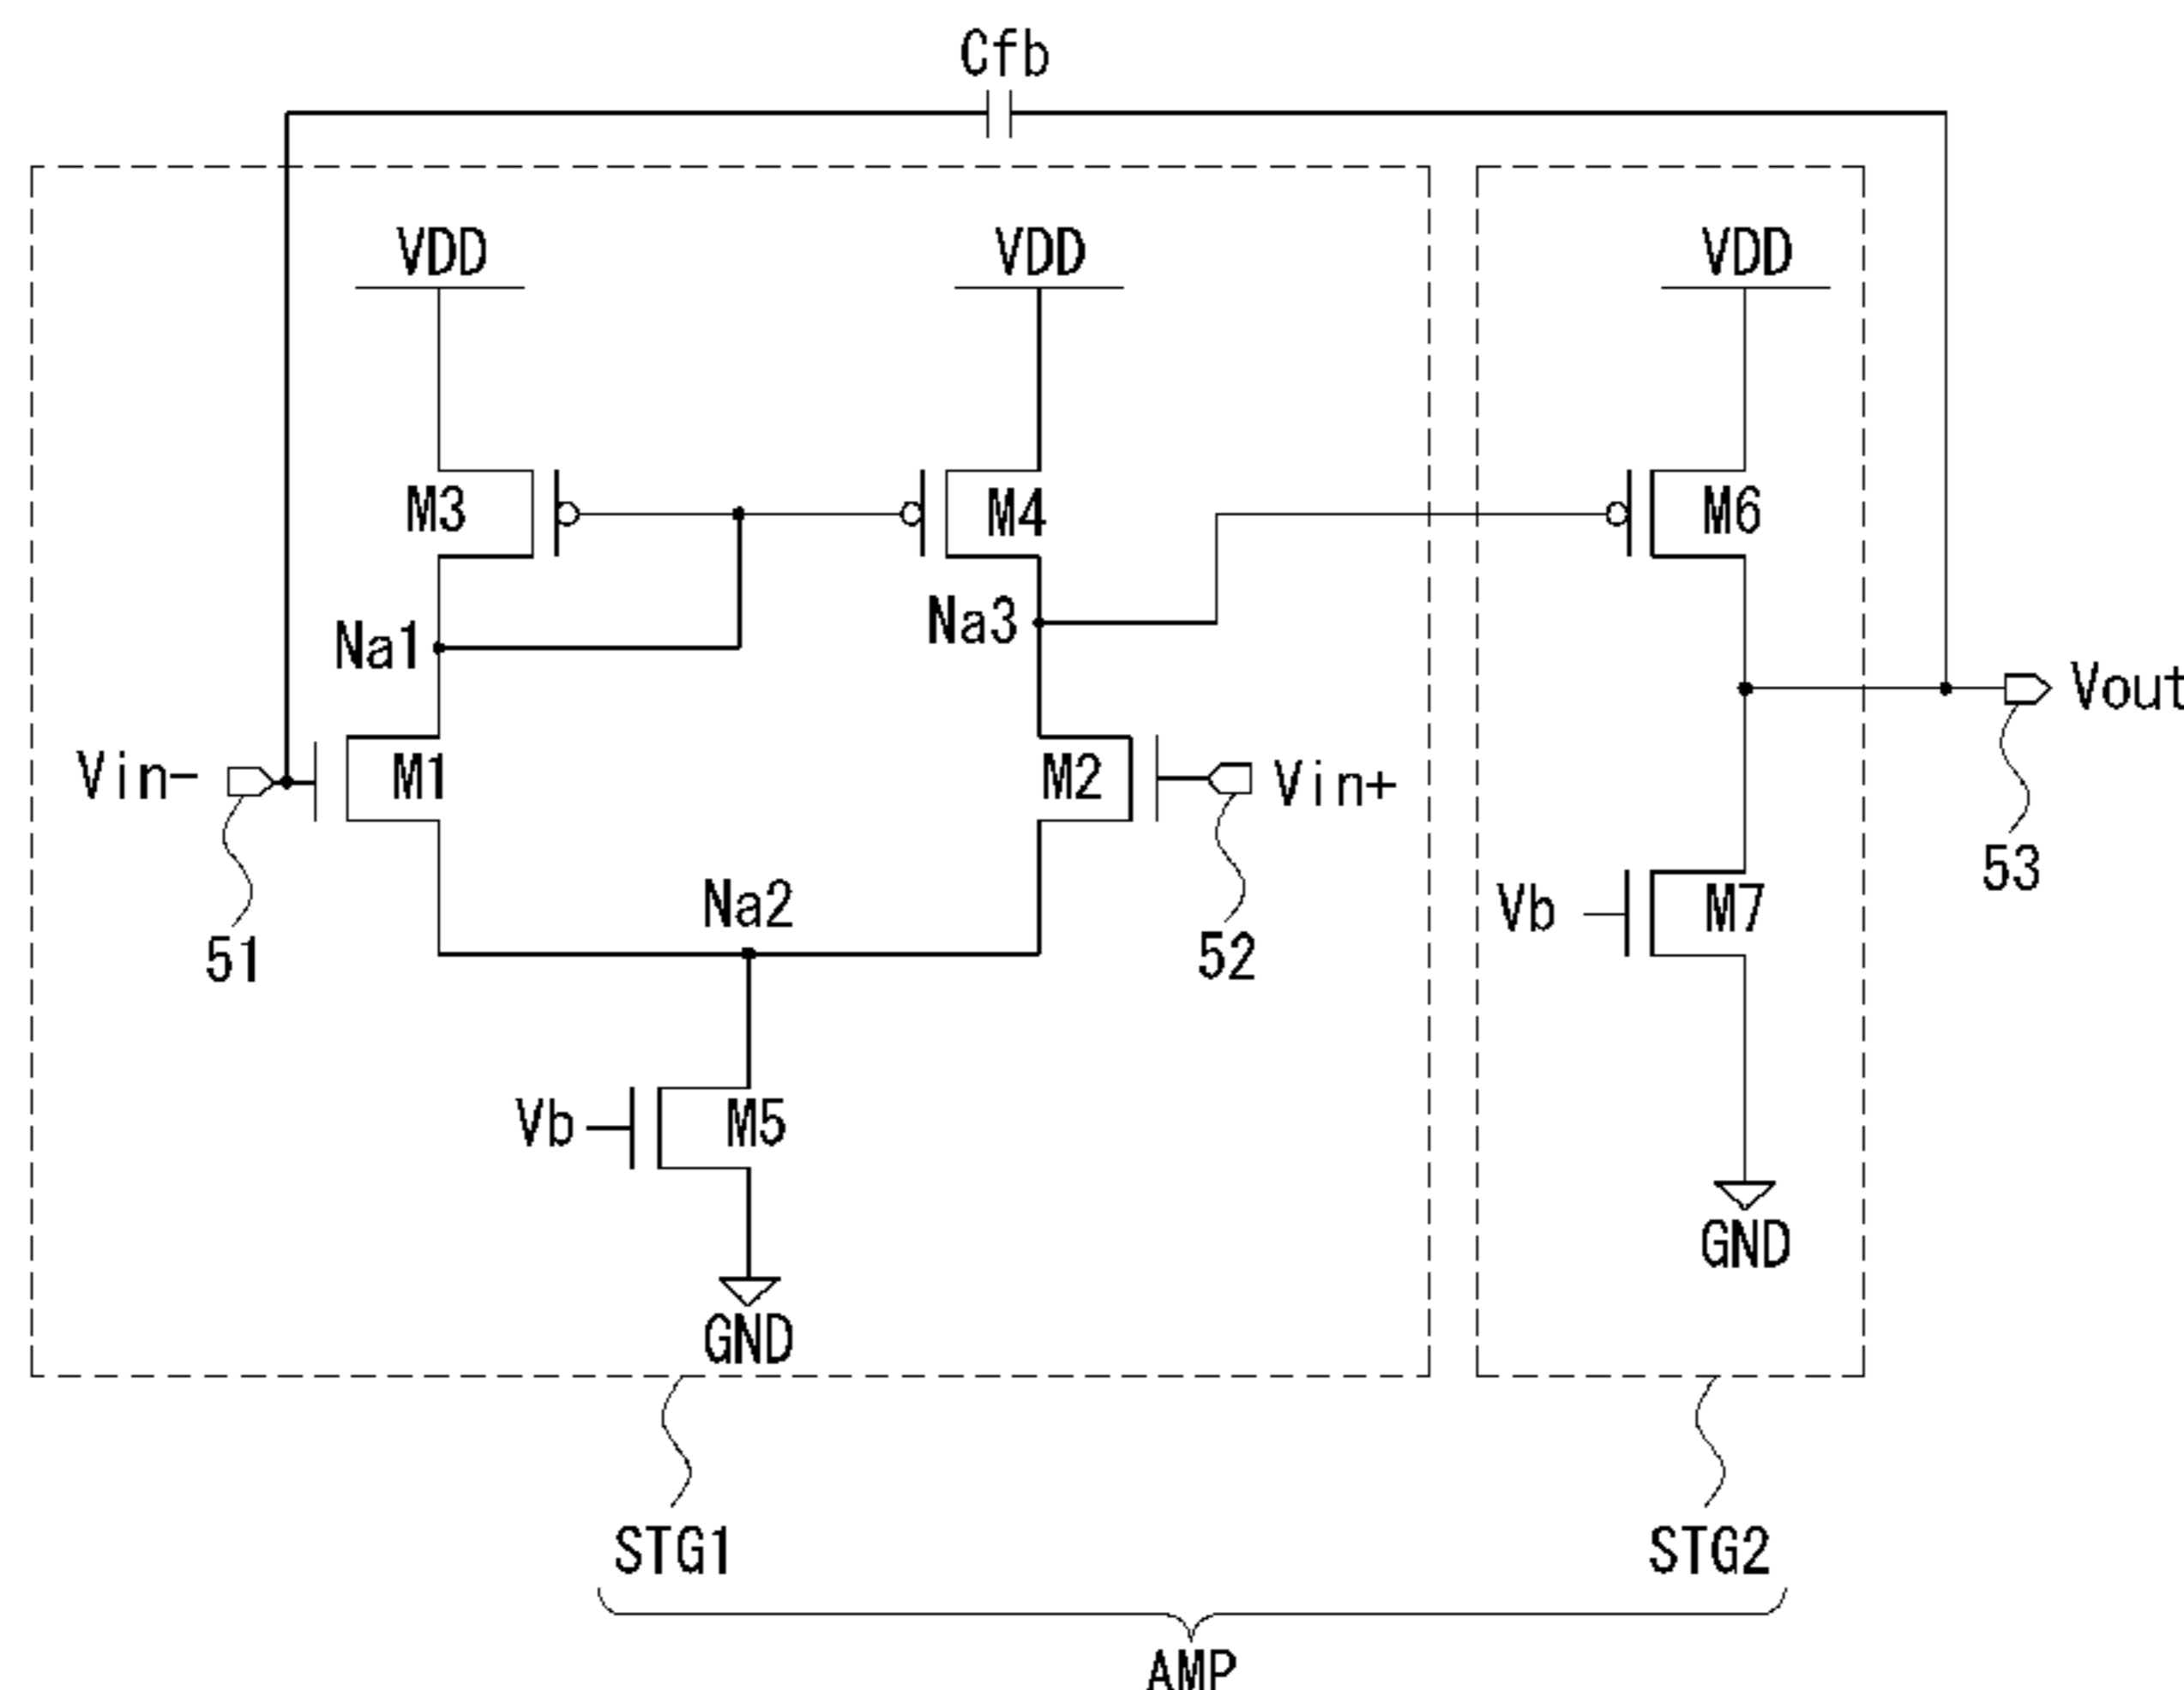 Cfb
VDD
VDD
VDD
M3
M4
M6
Na1
Na3
Vin-
M1
M2
Vin+
Vout
51
Na2
52
Vb
M7
53
Vb
M5
GND
GND
STG1
STG2
AMP